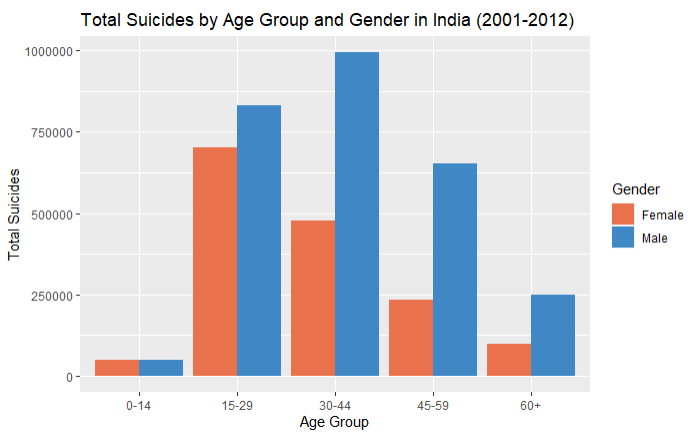 Total Suicides by Age Group and Gender in India (2001-2012)
1000000
750000
500000
250000
0
Total Suicides
0-14
15-29
30-44
45-59
60+
Age Group
Gender
Female
Male